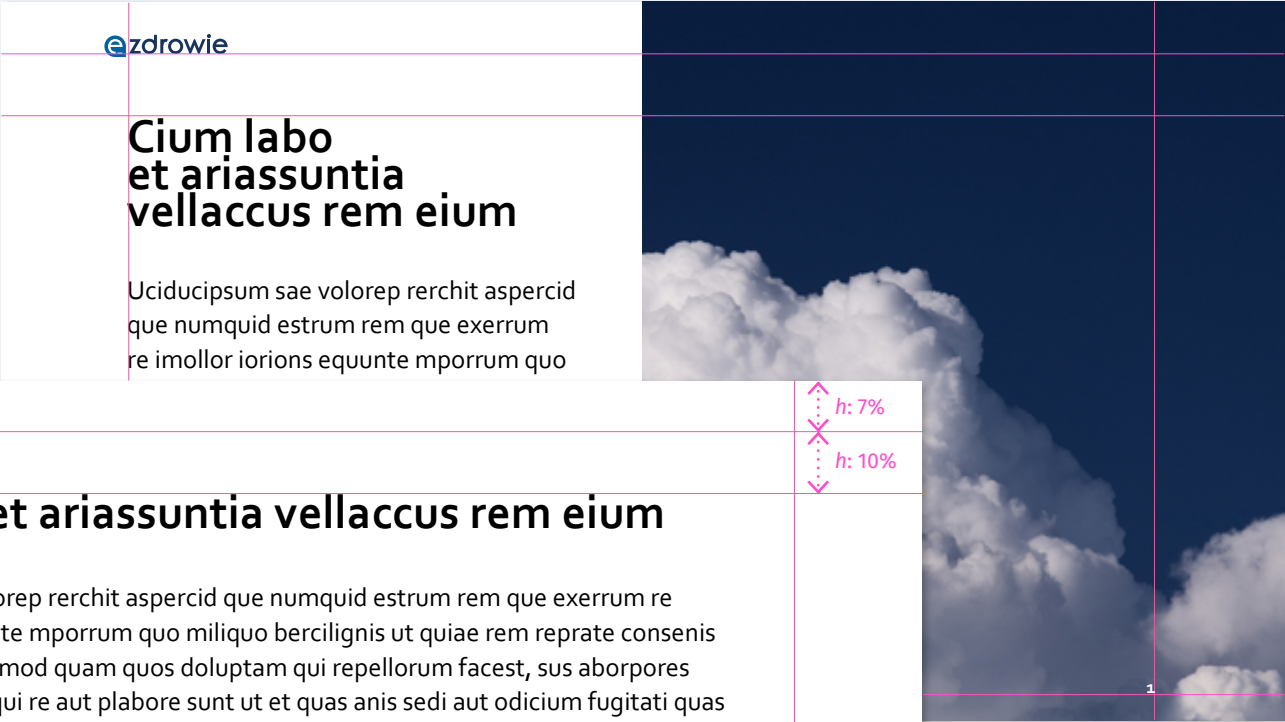 ezdrowie
Cium labo
et ariassuntia
vellaccus rem eium
Uciducipsum sae volorep rerchit aspercid
que numquid estrum rem que exerrum
re imollor iorions equunte mporrum quo
h: 7%
h: 10%
et ariassuntia vellaccus rem eium
orep rerchit aspercid que numquid estrum rem que exerrum re
te mporrum quo miliquo bercilignis ut quiae rem reprate consenis
mod quam quos doluptam qui repellorum facest, sus aborpores
qui re aut plabore sunt ut et quas anis sedi aut odicium fugitati quas
1